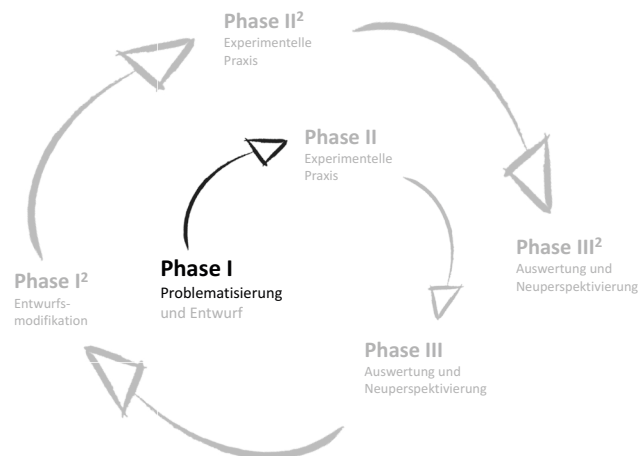 Phase II²
Experimentelle
Praxis
Phase II
Experimentelle
Praxis
Phase III²
Auswertung und
Neuperspektivierung
Phase I
Problematisierung
und Entwurf
Phase I²
Entwurfs-
modifikation
Phase III
Auswertung und
Neuperspektivierung